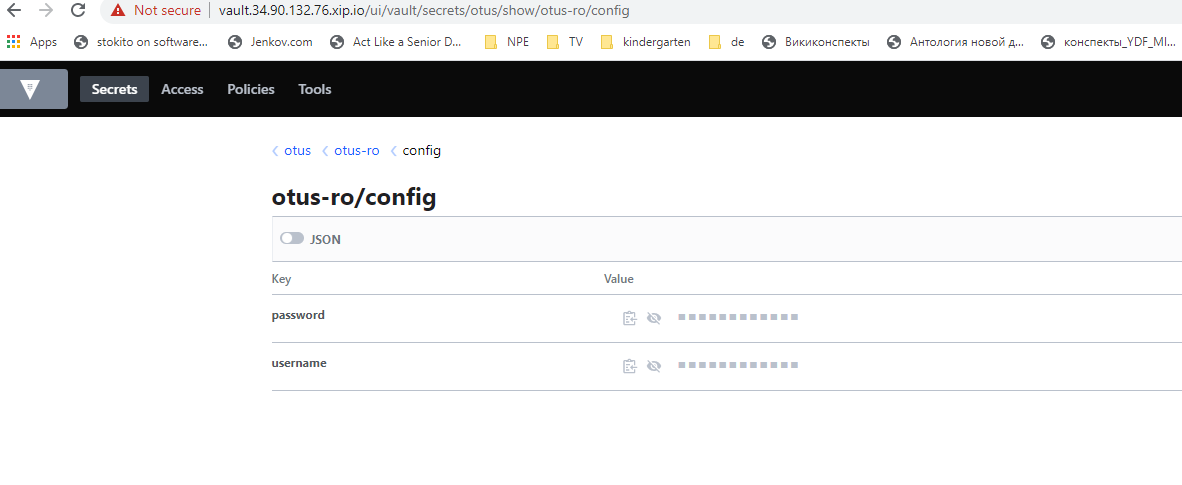 Not secure vault.34.90.132.76.xip.io/ui/vault/secrets/otus/show/otus-ro/config
Apps stokito on software... Jenkov.com Act Like a Senior D... NPE TV kindergarten de Викиконспекты Антология новой д... конспекты_YDF_MI...
Secrets Access Policies Tools
otus otus-ro config
otus-ro/config
JSON
Key Value
password
username